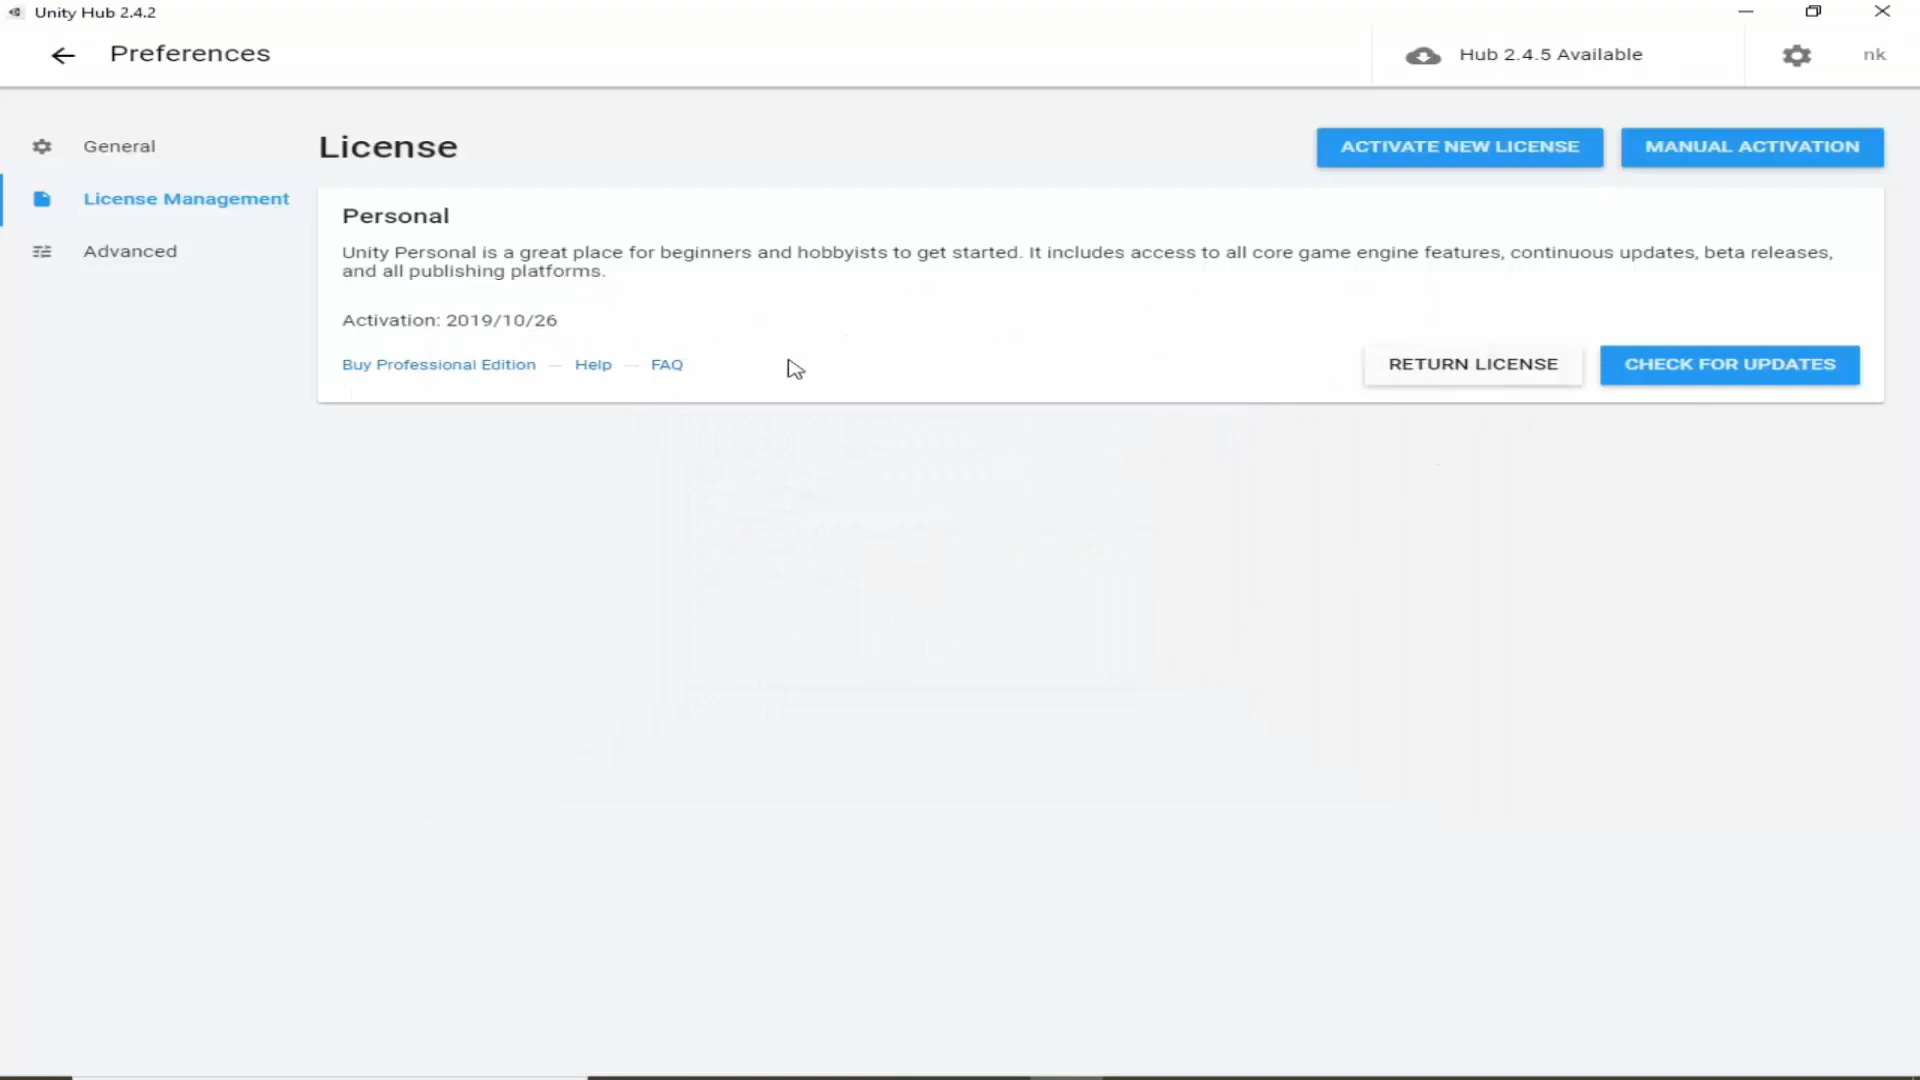 Unity Hub 2.4.2
Preferences
Hub 2.4.5 Available
nk
General
License Management
Advanced
License
ACTIVATE NEW LICENSE
MANUAL ACTIVATION
Personal
Unity Personal is a great place for beginners and hobbyists to get started. It includes access to all core game engine features, continuous updates, beta releases,
and all publishing platforms.
Activation: 2019/10/26
Buy Professional Edition — Help — FAQ
RETURN LICENSE
CHECK FOR UPDATES